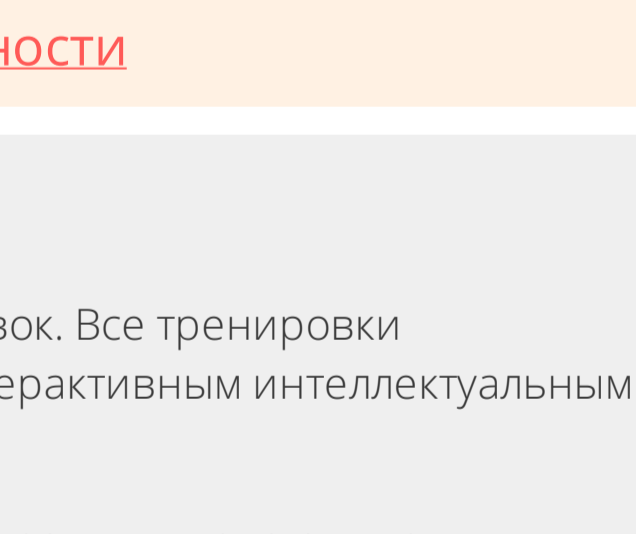 ности
вок. Все тренировки
ерактивным интеллектуальным